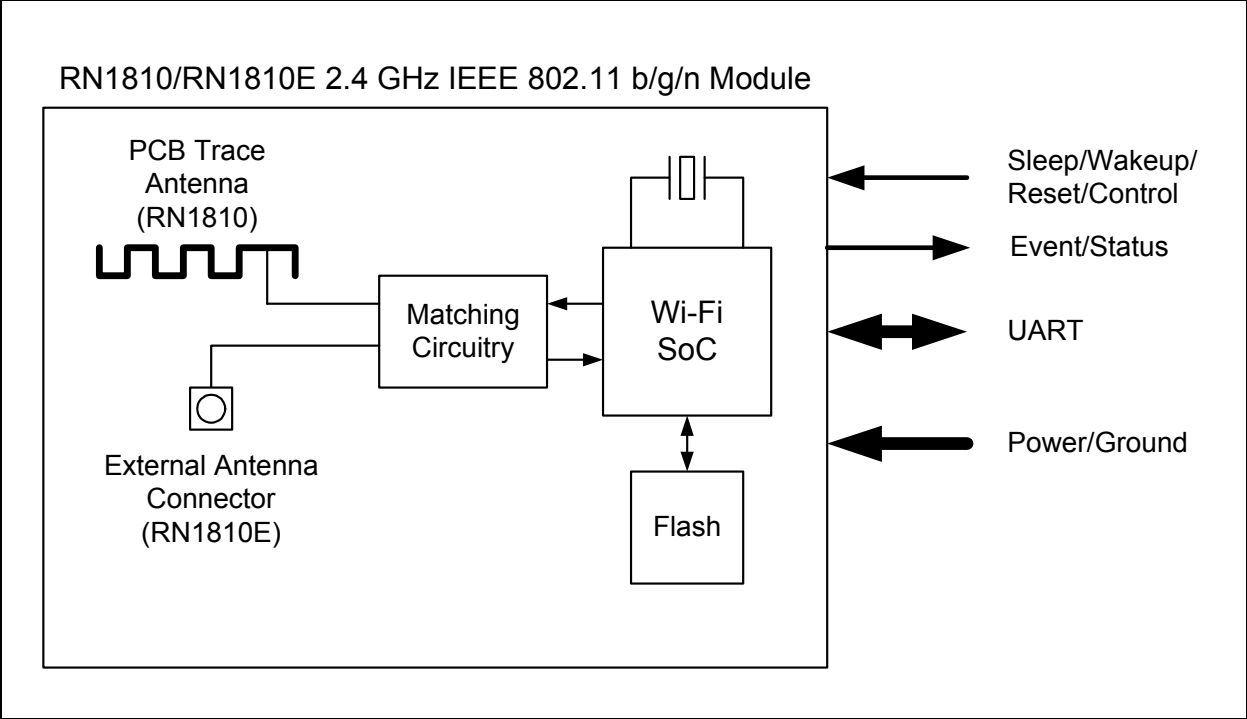 RN1810/RN1810E 2.4 GHz IEEE 802.11 b/g/n Module
PCB Trace
Antenna
(RN1810)
External Antenna
Connector
(RN1810E)
Matching
Circuitry
Wi-Fi
SoC
Flash
Sleep/Wakeup/
Reset/Control
Event/Status
UART
Power/Ground